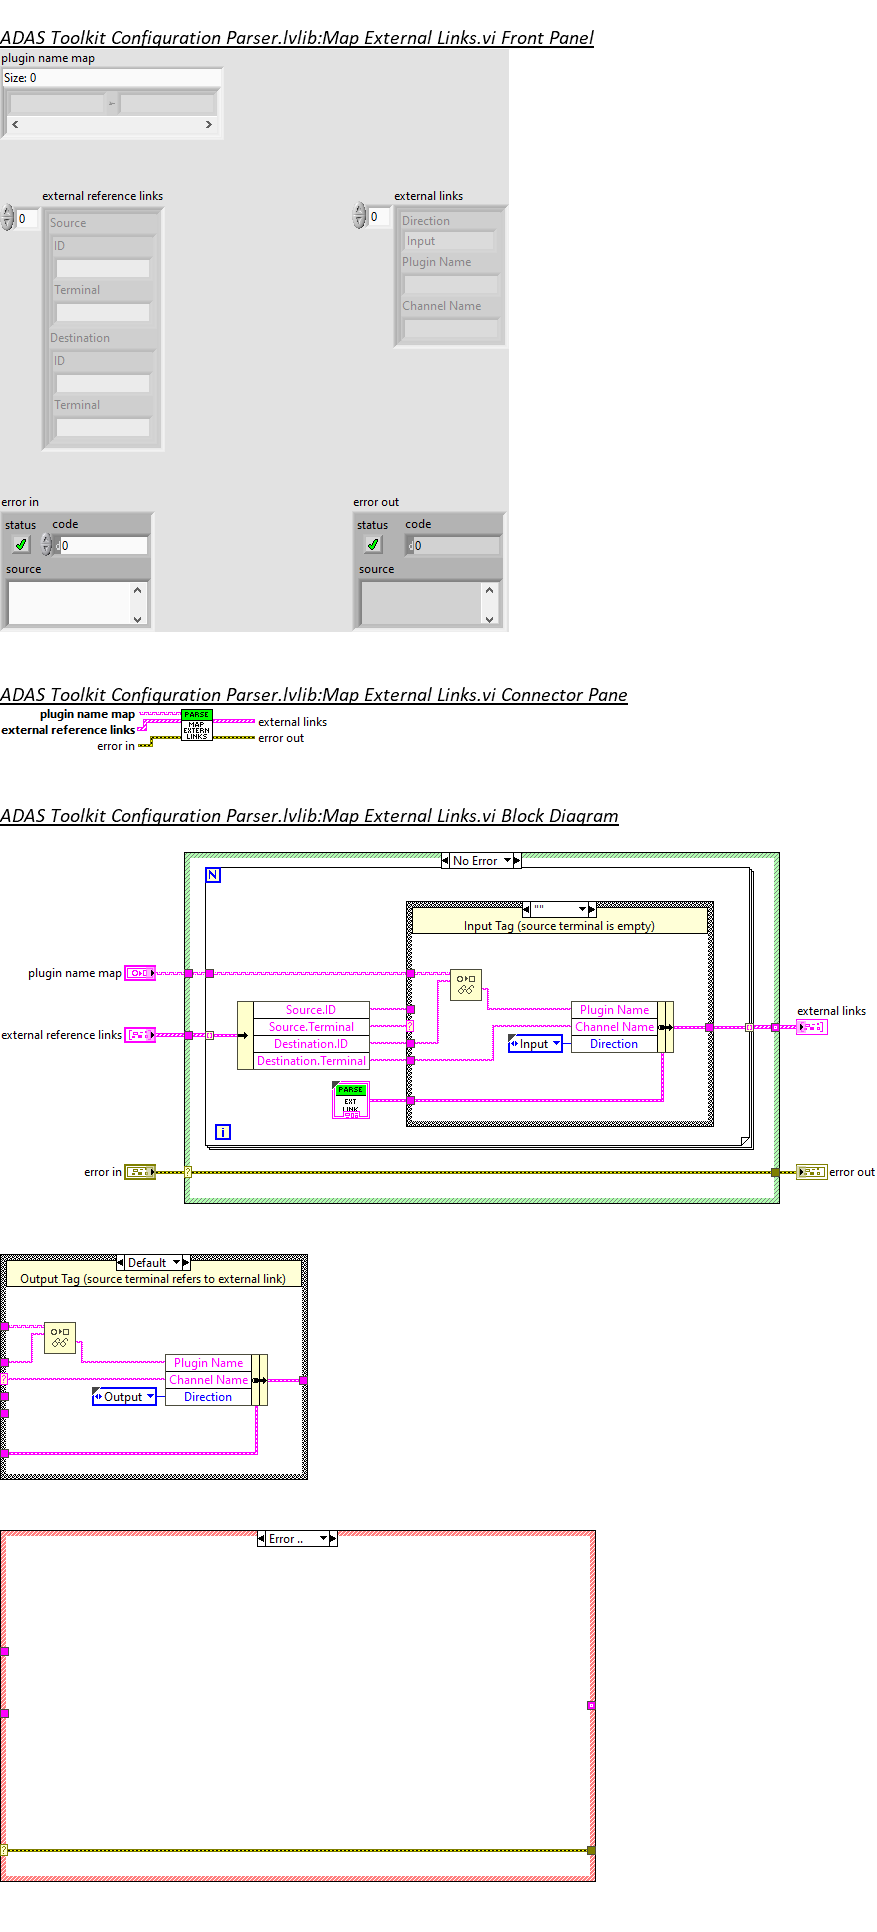 ADAS Toolkit Configuration Parser.lvlib:Map External Links.vi Front Panel
plugin name map
Size: 0
external reference links
0
Source
ID
Terminal
Destination
ID
Terminal
external links
0
Direction
Input
Plugin Name
Channel Name
error in
status code
0
source
error out
status code
0
source
ADAS Toolkit Configuration Parser.lvlib:Map External Links.vi Connector Pane
plugin name map
external reference links
error in
PARSE
MAP
EXTERN
LINKS
external links
error out
ADAS Toolkit Configuration Parser.lvlib:Map External Links.vi Block Diagram
No Error
N
""
Input Tag (source terminal is empty)
plugin name map
external reference links
Source.ID
Source.Terminal
Destination.ID
Destination.Terminal
?
Plugin Name
Channel Name
Direction
Input
PARSE
EXT
LINK
i
external links
error in
?
error out
Default
Output Tag (source terminal refers to external link)
?
Plugin Name
Channel Name
Direction
Output
Error ..
?